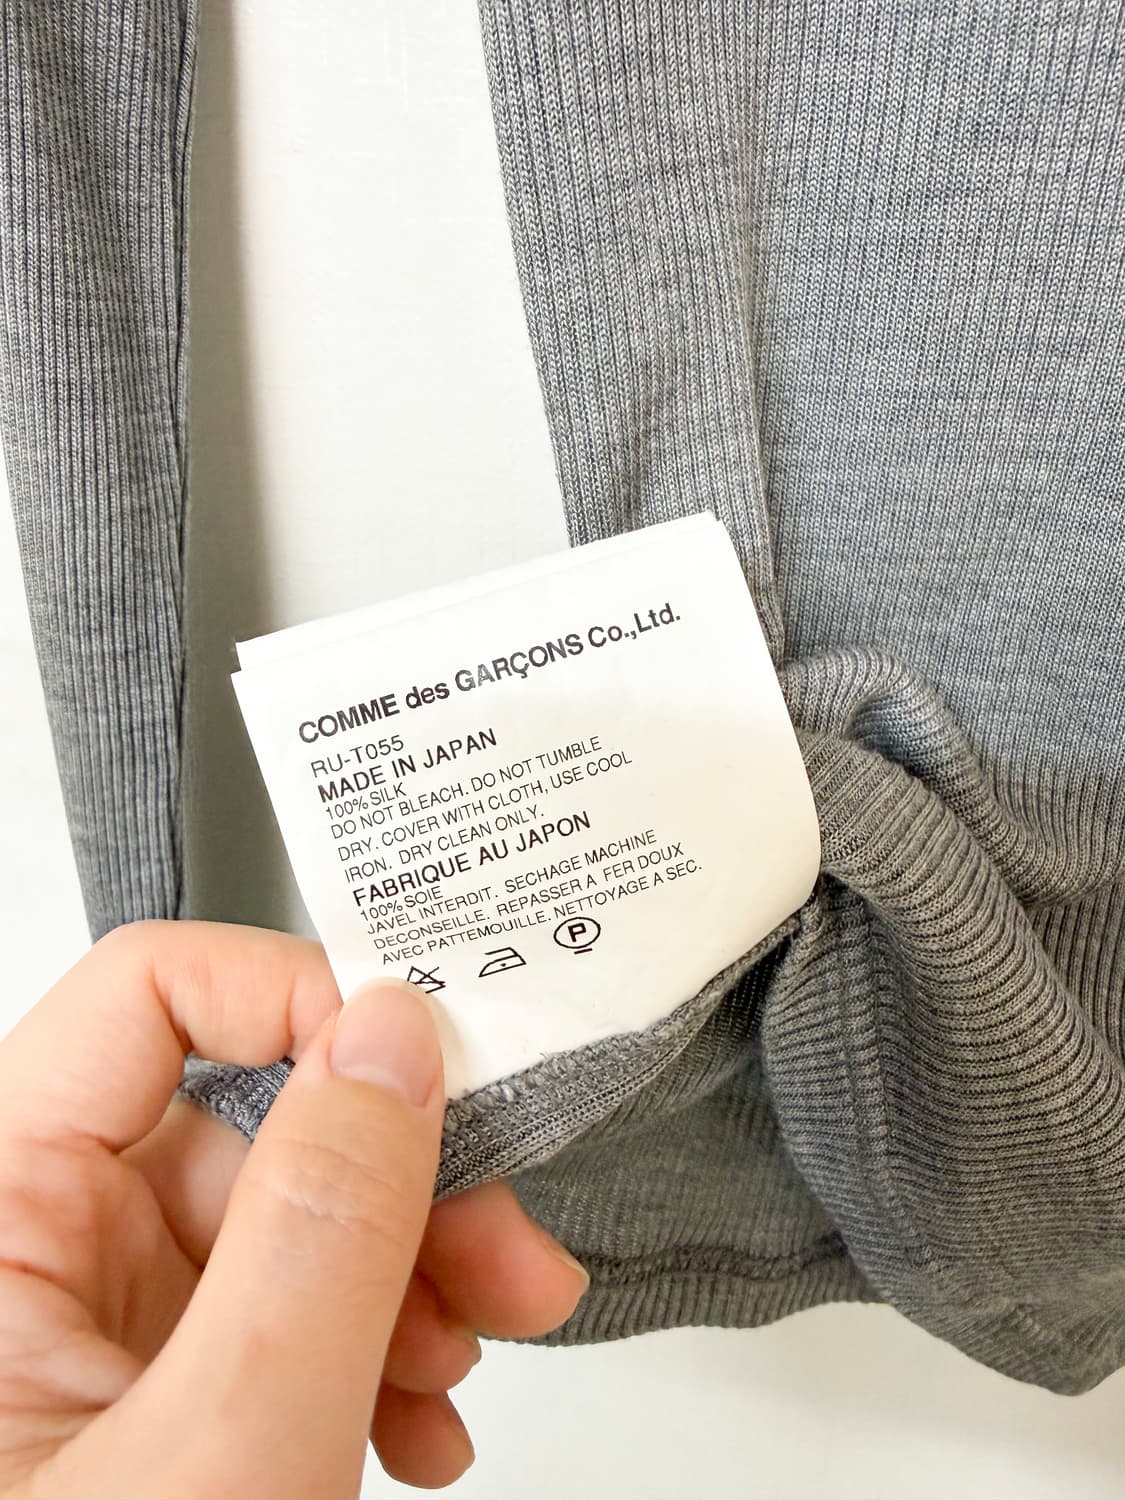 COMME des GARÇONS Co.,Ltd.
RU-T055
MADE IN JAPAN
100% SILK
DO NOT BLEACH. DO NOT TUMBLE
DRY. COVER WITH CLOTH, USE COOL
IRON. DRY CLEAN ONLY.
FABRIQUE AU JAPON
100% SOIE
JAVEL INTERDIT. SECHAGE MACHINE
DECONSEILLE. REPASSER A FER DOUX
AVEC PATTEMOUILLE. NETTOYAGE A SEC.
P